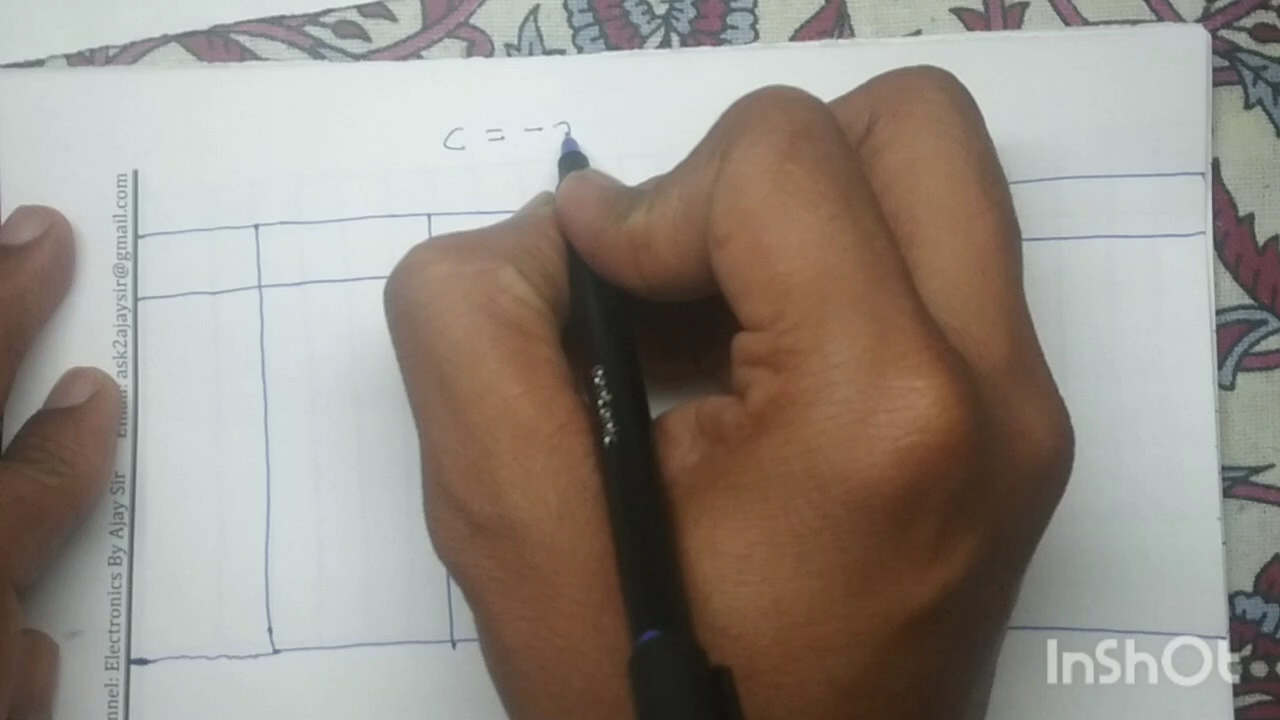 C = -
Email: ask2ajaysir@gmail.com
nnel: Electronics By Ajay Sir
InShOt